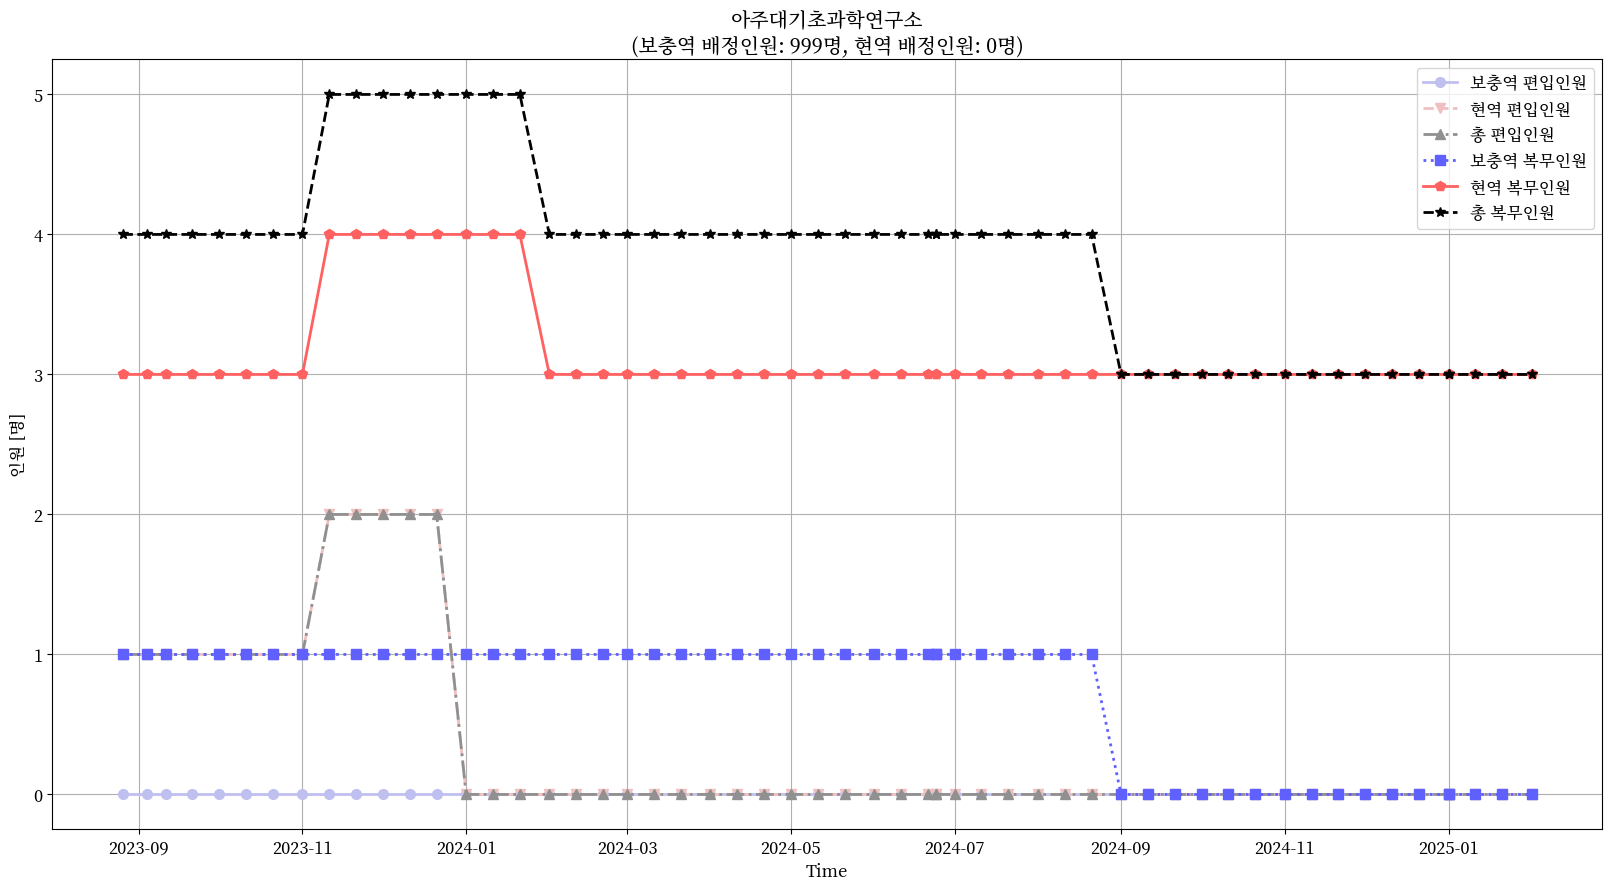 아주대기초과학연구소
(보충역 배정인원: 999명, 현역 배정인원: 0명)
보충역 편입인원
현역 편입인원
총 편입인원
보충역 복무인원
현역 복무인원
총 복무인원
인원 [명]
5
4
3
2
1
0
2023-09
2023-11
2024-01
2024-03
2024-05
2024-07
2024-09
2024-11
2025-01
Time